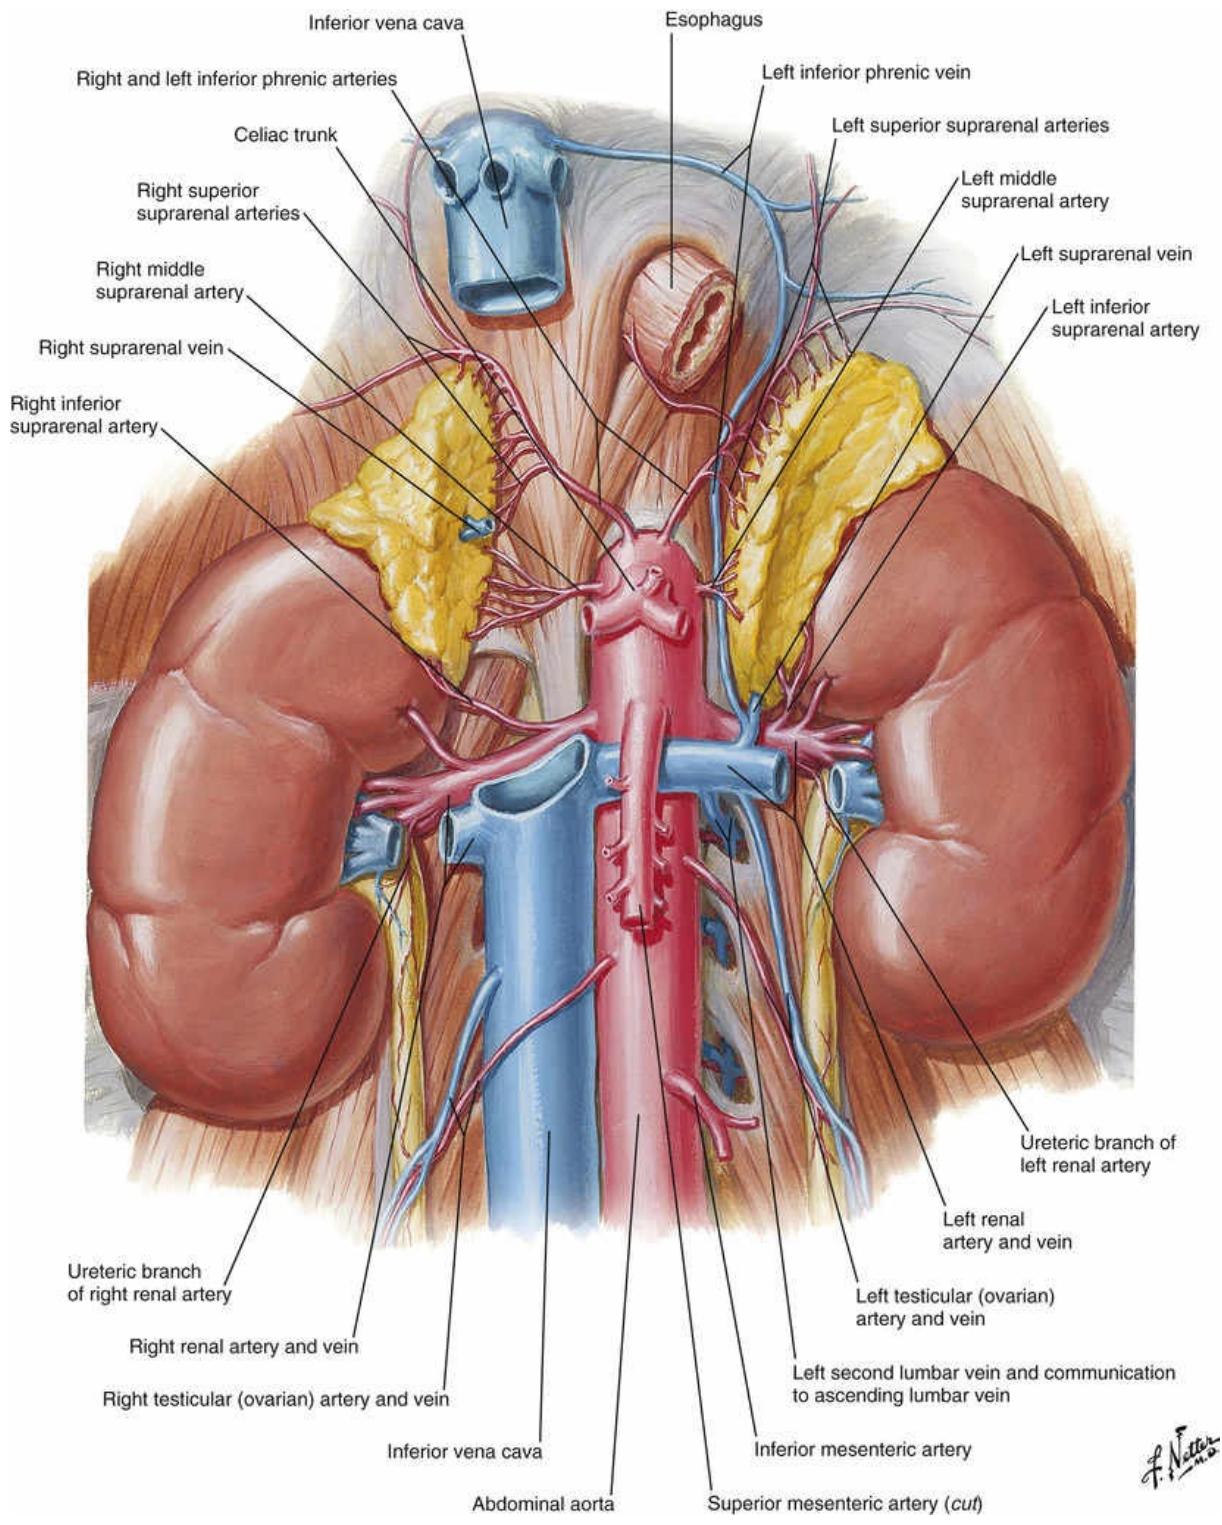 Inferior vena cava
Esophagus
Right and left inferior phrenic arteries
Left inferior phrenic vein
Celiac trunk
Left superior suprarenal arteries
Right superior
suprarenal arteries
Left middle
suprarenal artery
Right middle
suprarenal artery
Left suprarenal vein
Left inferior
suprarenal artery
Right suprarenal vein
Right inferior
suprarenal artery
Ureteric branch of
left renal artery
Left renal
artery and vein
Ureteric branch
of right renal artery
Left testicular (ovarian)
artery and vein
Right renal artery and vein
Left second lumbar vein and communication
to ascending lumbar vein
Right testicular (ovarian) artery and vein
Inferior vena cava
Inferior mesenteric artery
Abdominal aorta
Superior mesenteric artery (cut)
F. Netter
M.D.